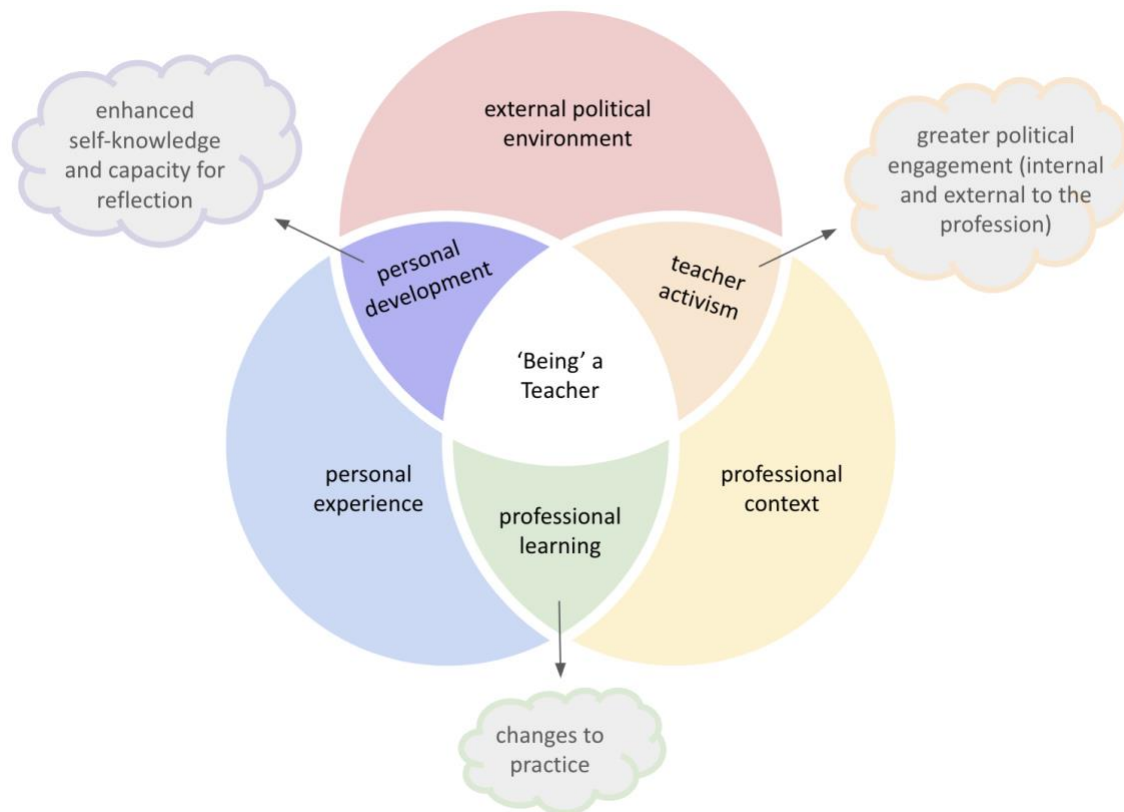 external political
environment
enhanced
self-knowledge
and capacity for
reflection
greater political
engagement (internal
and external to the
profession)
personal
development
teacher
activism
‘Being’ a
Teacher
personal
experience
professional
context
professional
learning
changes to
practice